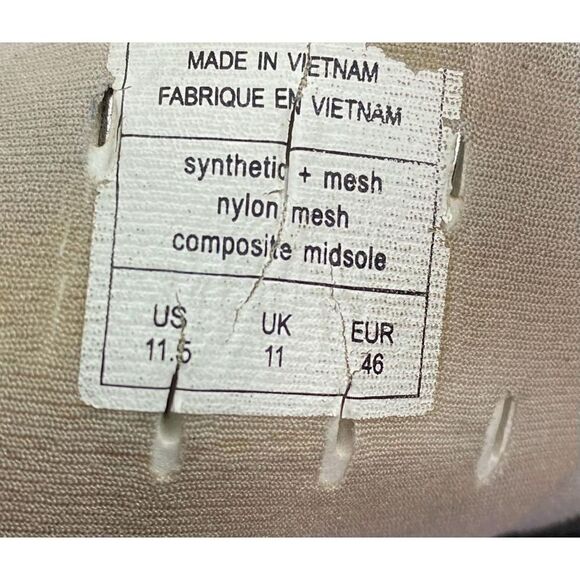 MADE IN VIETNAM
FABRIQUE EN VIETNAM
synthetic + mesh
nylon mesh
composite midsole
US UK EUR
11.5 11 46